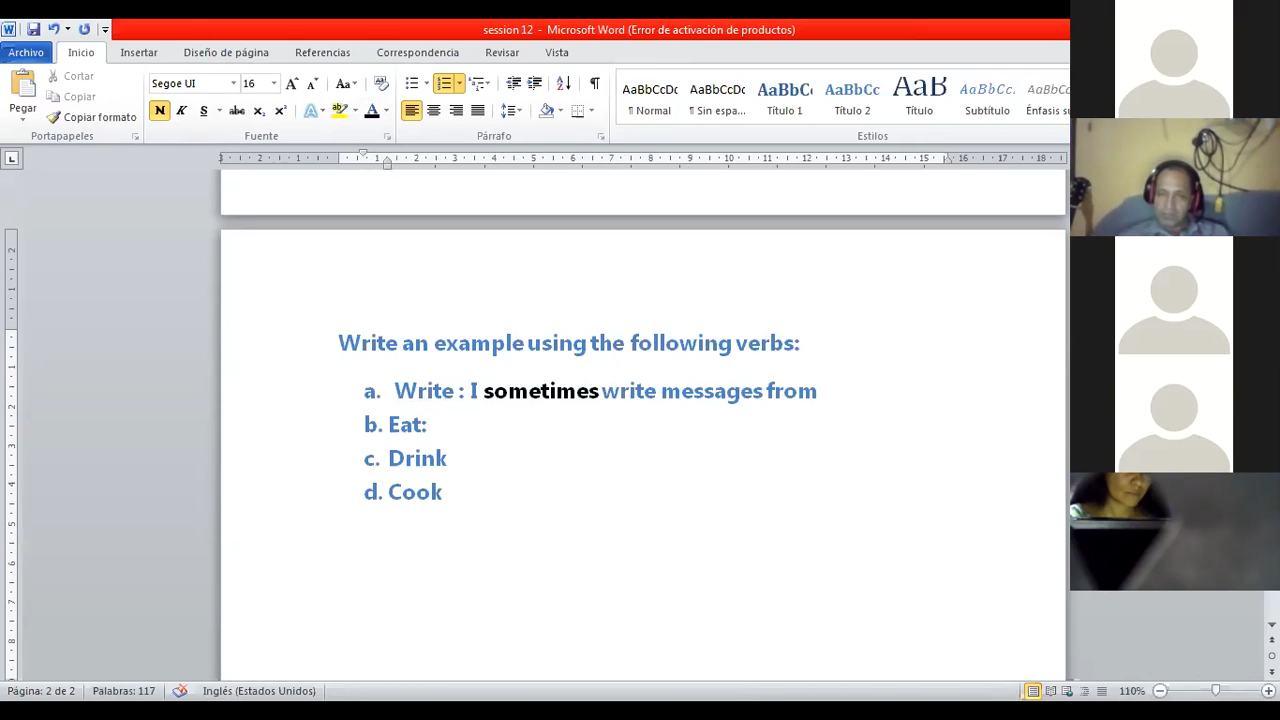 session 12 - Microsoft Word (Error de activación de productos)
Archivo Inicio Insertar Diseño de página Referencias Correspondencia Revisar Vista
Pegar
Cortar
Copiar
Copiar formato
Portapapeles
Segoe UI 16
Fuente
Párrafo
AaBbCcDc AaBbCcDc AaBbC AaBbCc AaB AaBbCc. AaBbCcD
¶ Normal ¶ Sin espa... Título 1 Título 2 Título Subtítulo Énfasis su
Estilos
Write an example using the following verbs:
a. Write : I sometimes write messages from
b. Eat:
c. Drink
d. Cook
Página: 2 de 2 Palabras: 117 Inglés (Estados Unidos) 110%